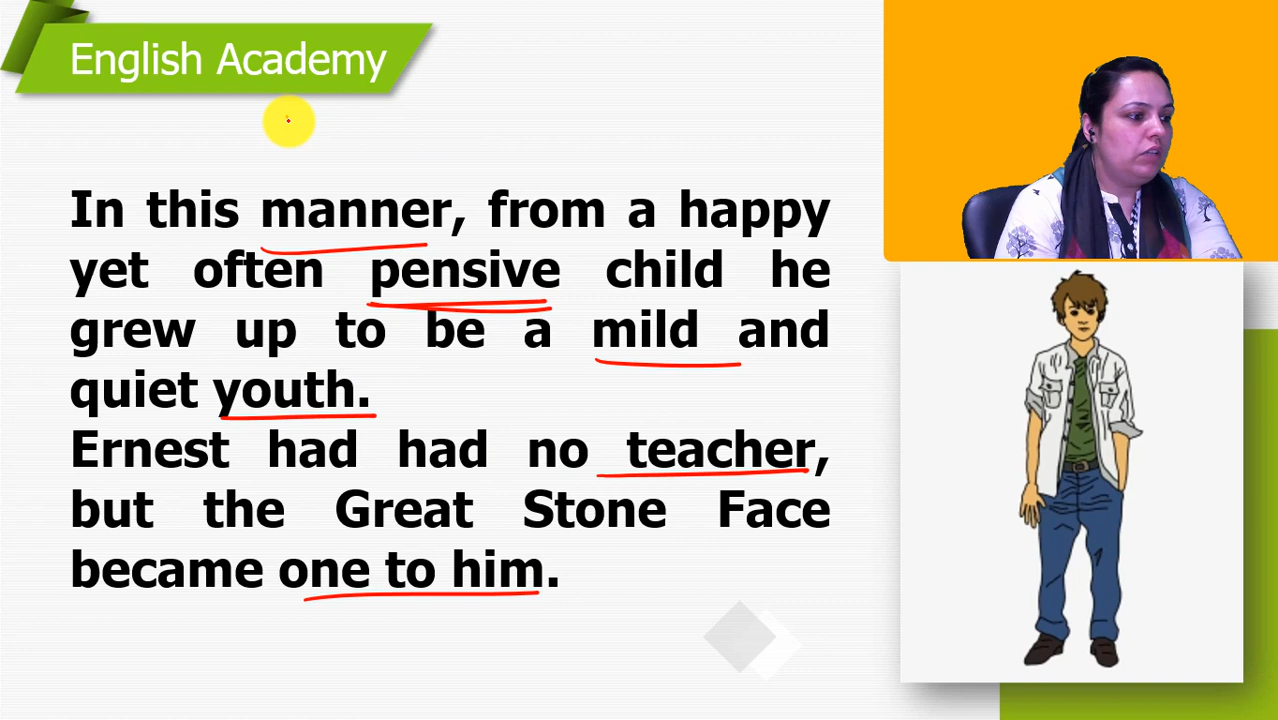 English Academy
In this manner, from a happy
yet often pensive child he
grew up to be a mild and
quiet youth.
Ernest had had no teacher,
but the Great Stone Face
became one to him.